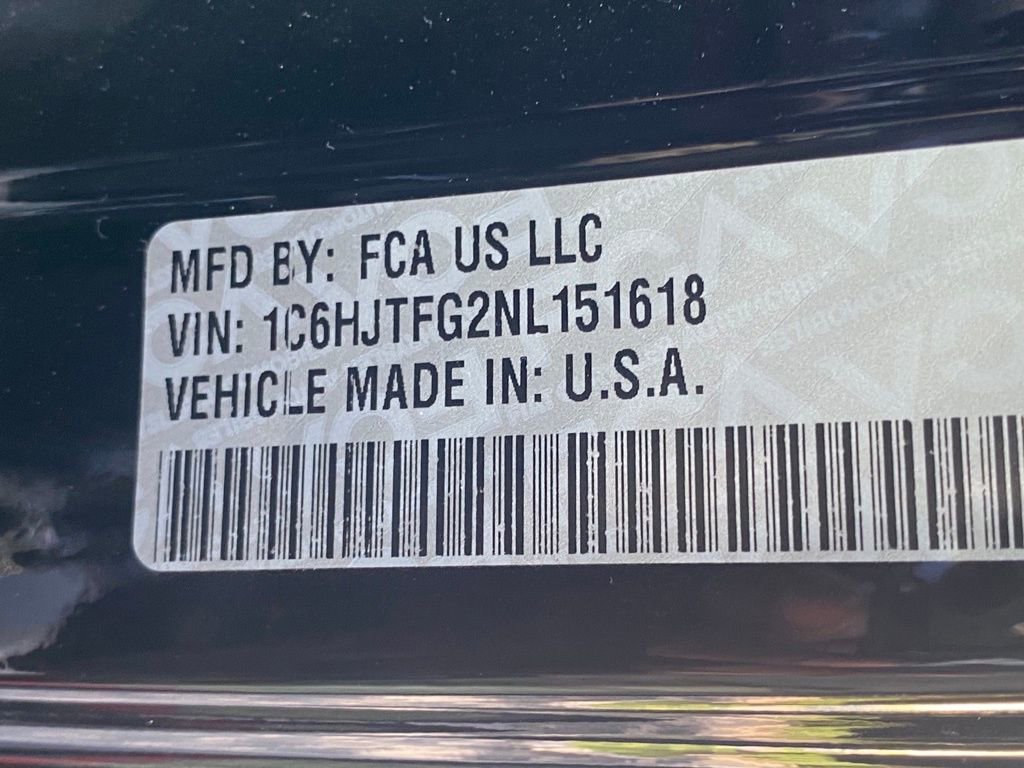 MFD BY: FCA US LLC
VIN: 1C6HJTFG2NL151618
VEHICLE MADE IN: U.S.A.